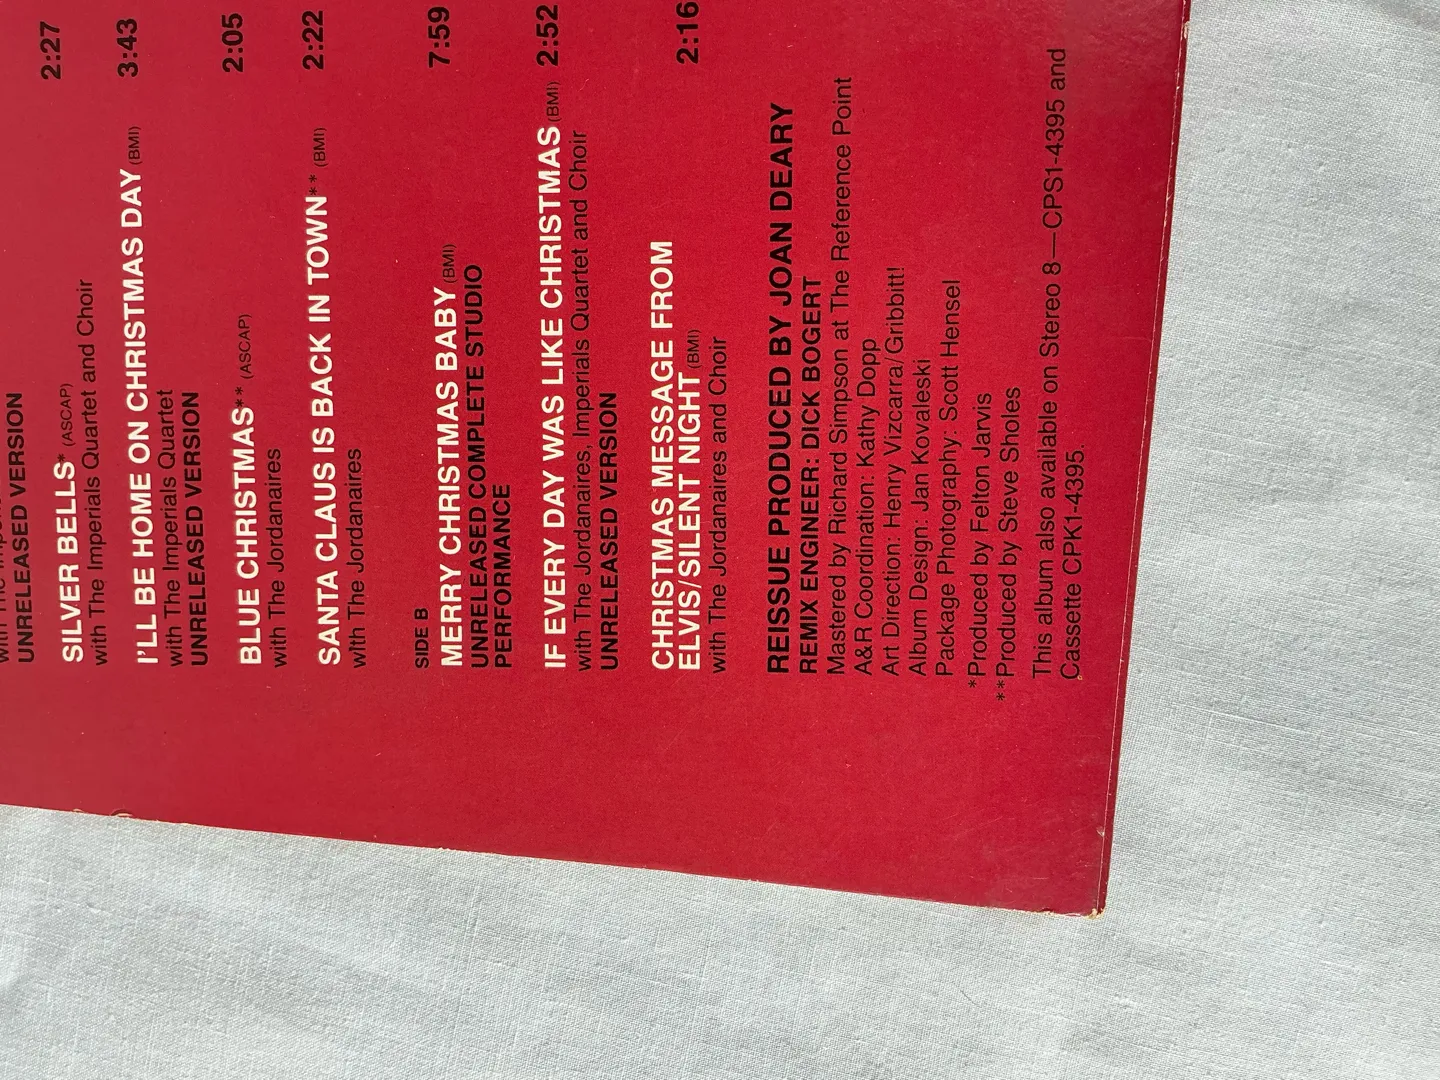 UNRELEASED VERSION
SILVER BELLS* (ASCAP) 2:27
with The Imperials Quartet and Choir
I'LL BE HOME ON CHRISTMAS DAY (BMI) 3:43
with The Imperials Quartet
UNRELEASED VERSION
BLUE CHRISTMAS** (ASCAP) 2:05
with The Jordanaires
SANTA CLAUS IS BACK IN TOWN** (BMI) 2:22
with The Jordanaires
SIDE B
MERRY CHRISTMAS BABY (BMI) 7:59
UNRELEASED COMPLETE STUDIO
PERFORMANCE
IF EVERY DAY WAS LIKE CHRISTMAS (BMI) 2:52
with The Jordanaires, Imperials Quartet and Choir
UNRELEASED VERSION
CHRISTMAS MESSAGE FROM
ELVIS/SILENT NIGHT (BMI) 2:16
with The Jordanaires and Choir
REISSUE PRODUCED BY JOAN DEARY
REMIX ENGINEER: DICK BOGERT
Mastered by Richard Simpson at The Reference Point
A&R Coordination: Kathy Dopp
Art Direction: Henry Vizcarra/Gribbitt!
Album Design: Jan Kovaleski
Package Photography: Scott Hensel
*Produced by Felton Jarvis
**Produced by Steve Sholes
This album also available on Stereo 8—CPS1-4395 and
Cassette CPK1-4395.